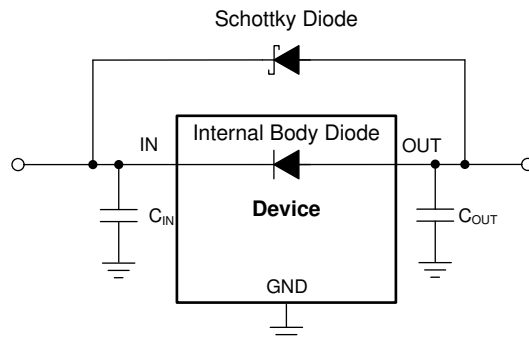 Schottky Diode
Internal Body Diode
IN
OUT
Device
C_IN
C_OUT
GND